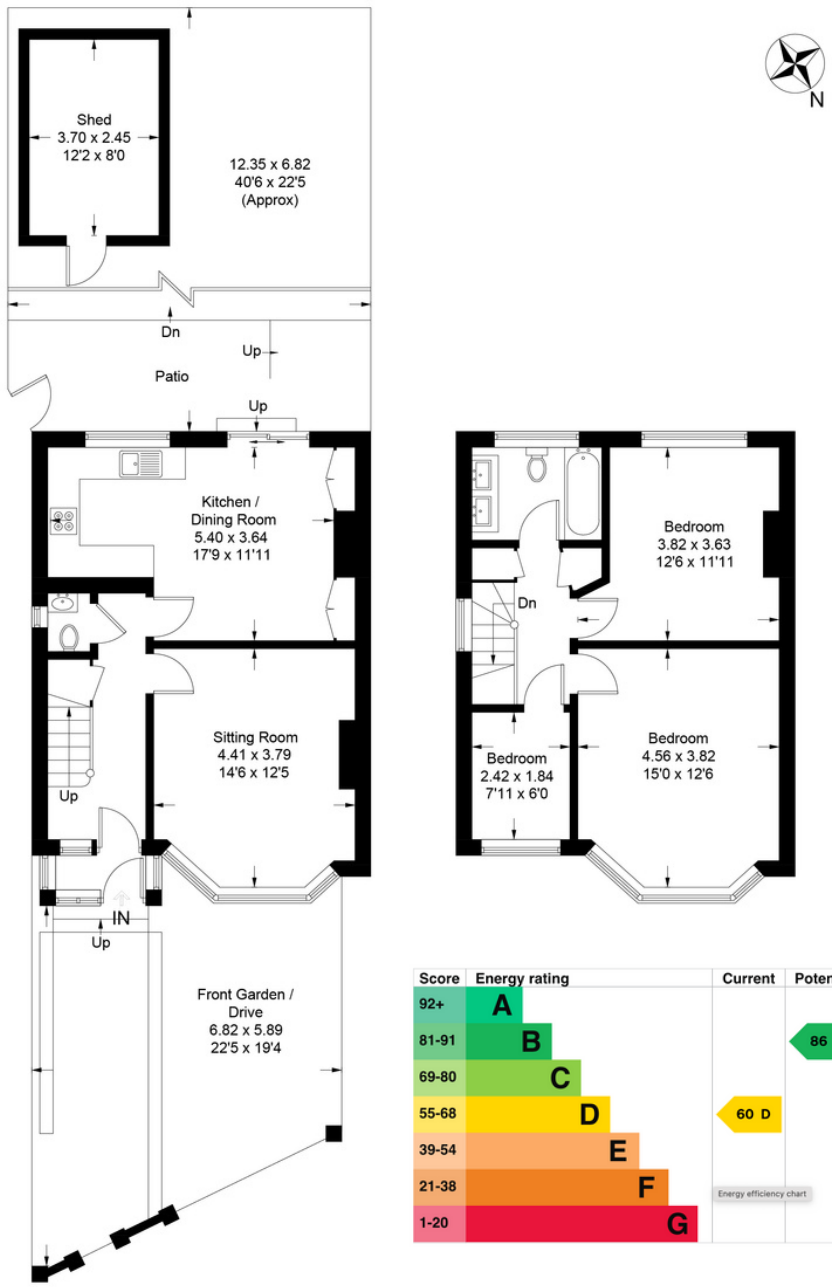 N
Shed
3.70 x 2.45
12'2 x 8'0
12.35 x 6.82
40'6 x 22'5
(Approx)
Dn
Up
Patio
Up
Kitchen /
Dining Room
5.40 x 3.64
17'9 x 11'11
Sitting Room
4.41 x 3.79
14'6 x 12'5
Up
IN
Up
Front Garden /
Drive
6.82 x 5.89
22'5 x 19'4
Bedroom
3.82 x 3.63
12'6 x 11'11
Dn
Bedroom
2.42 x 1.84
7'11 x 6'0
Bedroom
4.56 x 3.82
15'0 x 12'6
Score Energy rating Current Poten
92+ A
81-91 B 86
69-80 C
55-68 D 60 D
39-54 E
21-38 F
Energy efficiency chart
1-20 G